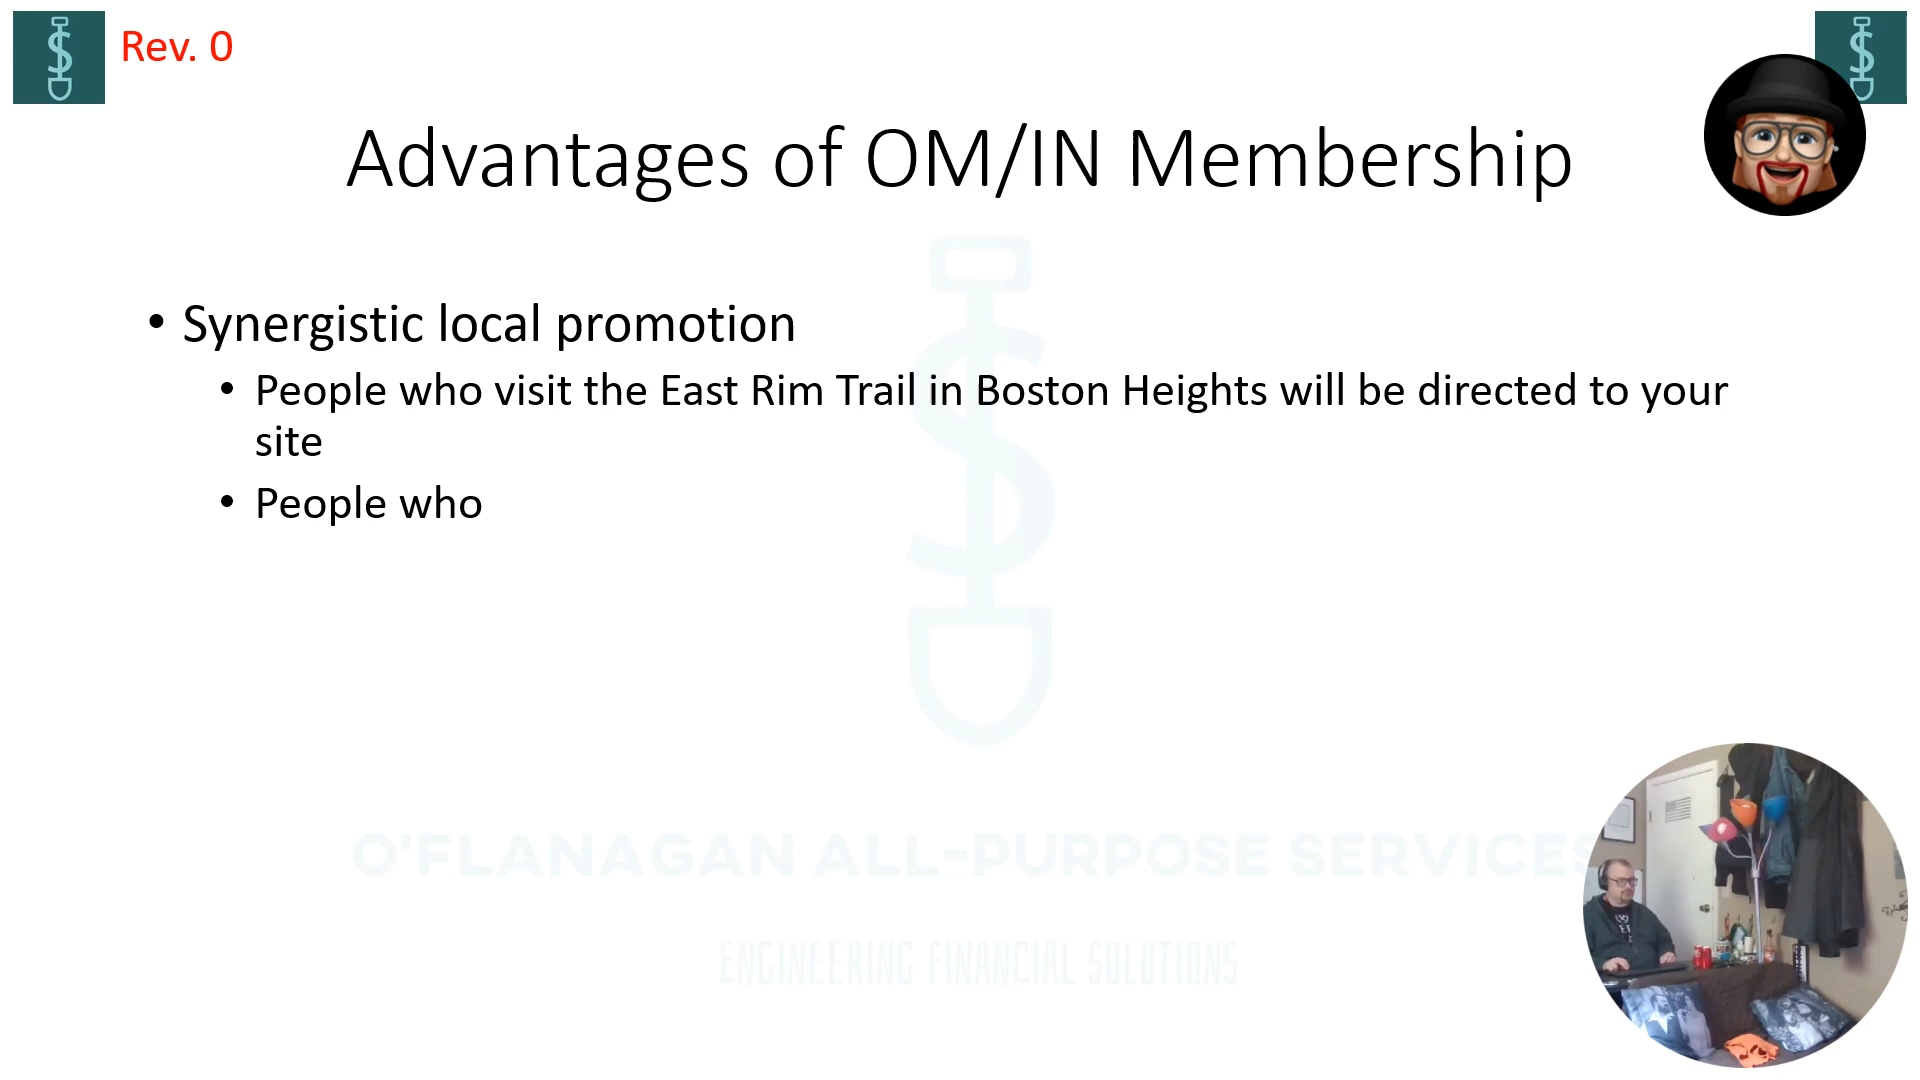 Rev. 0
Advantages of OM/IN Membership
• Synergistic local promotion
• People who visit the East Rim Trail in Boston Heights will be directed to your
site
• People who
O'FLANAGAN ALL-PURPOSE SERVICES
ENGINEERING FINANCIAL SOLUTIONS